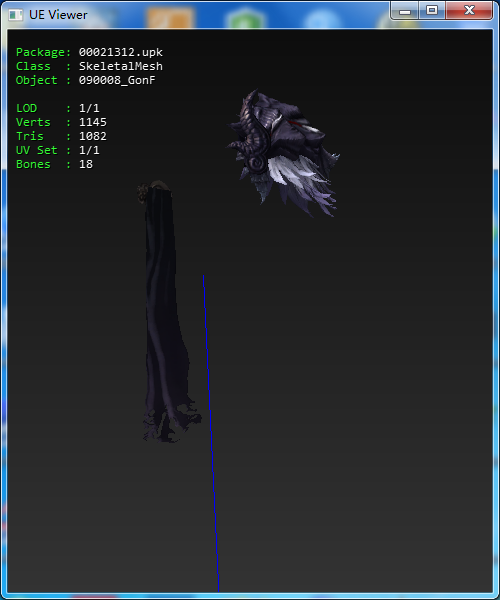 UE Viewer
Package: 00021312.upk
Class : SkeletalMesh
Object : 090008_GonF
LOD : 1/1
Verts : 1145
Tris : 1082
UV Set : 1/1
Bones : 18